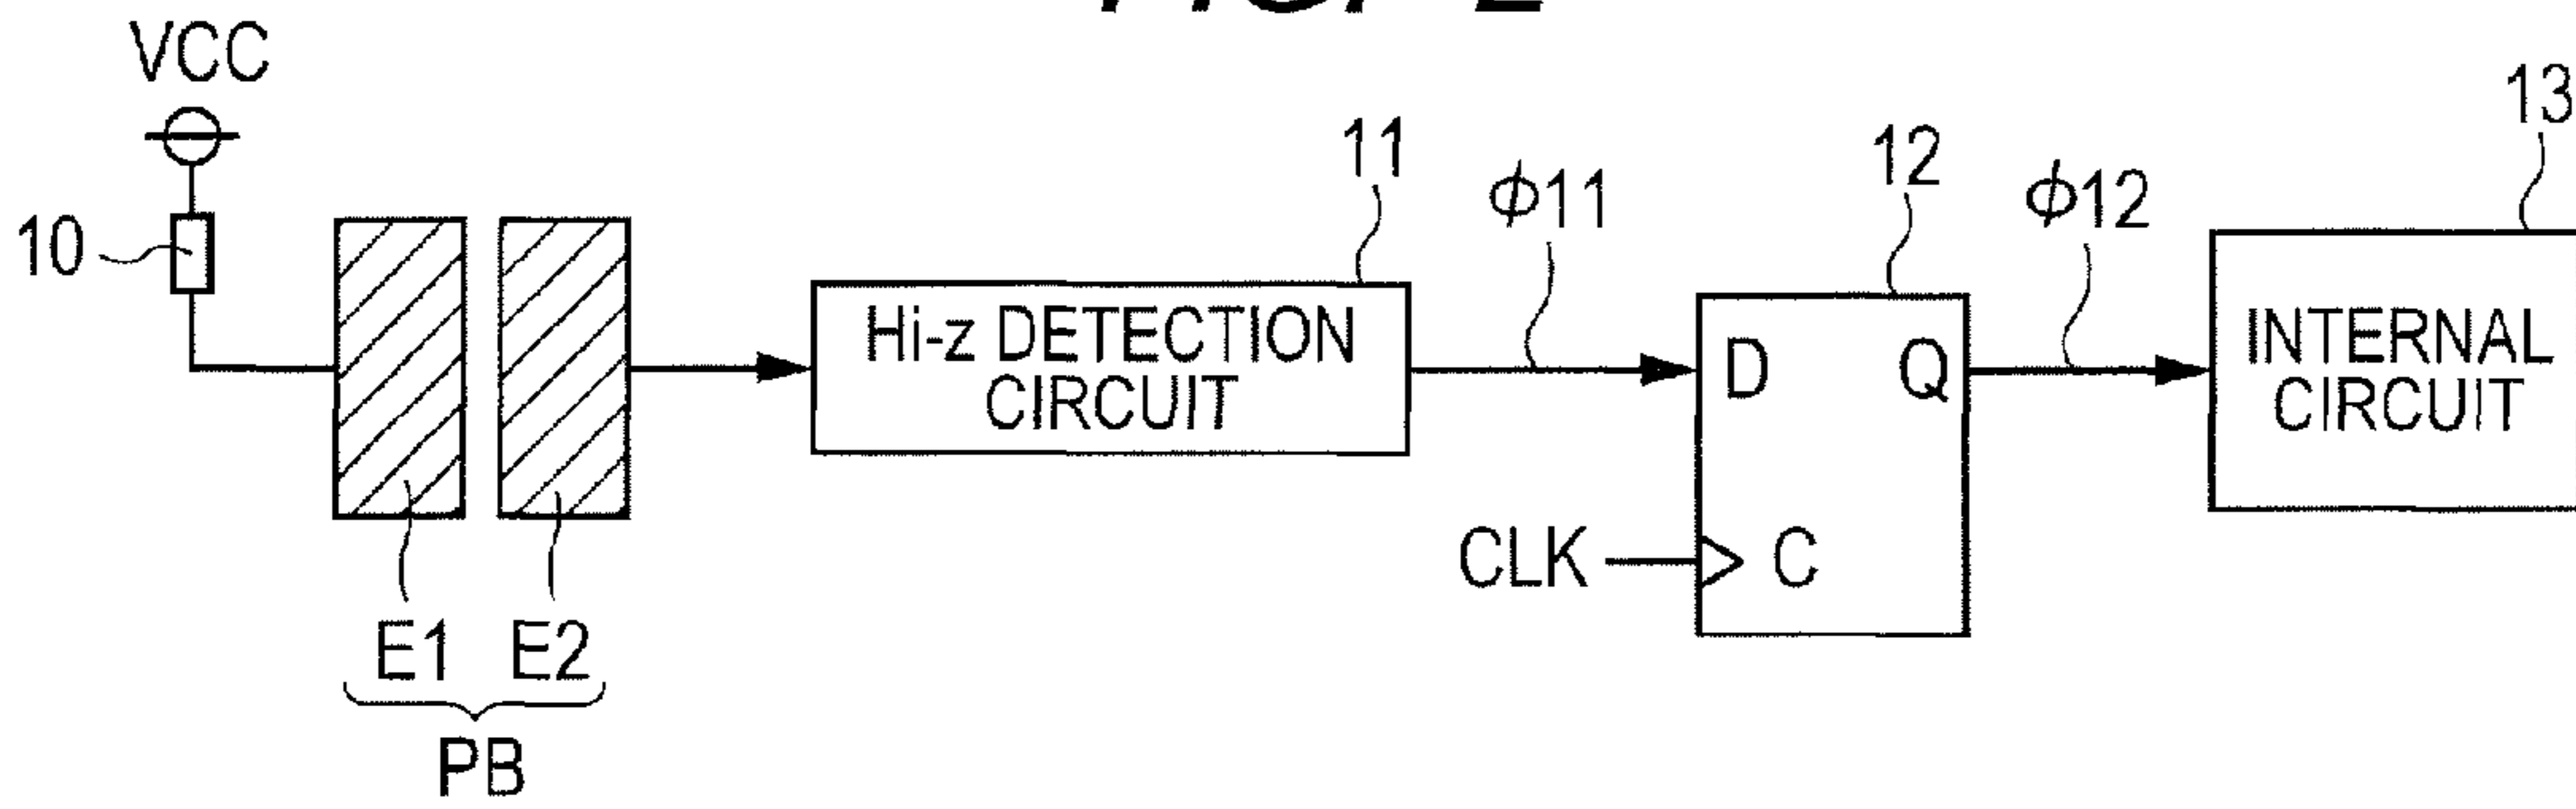 VCC
10
11
ϕ11
12
ϕ12
13
Hi-z DETECTION
CIRCUIT
D
Q
INTERNAL
CIRCUIT
CLK
C
E1
E2
PB